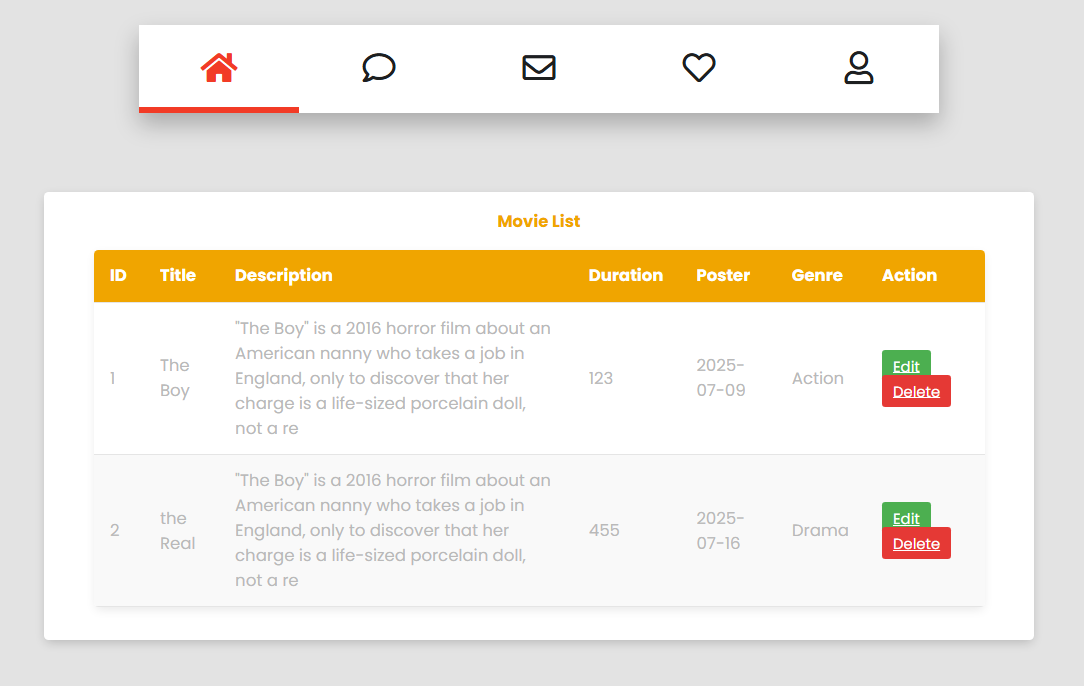 Movie List
ID Title Description Duration Poster Genre Action
"The Boy" is a 2016 horror film about an
American nanny who takes a job in
1 The Boy England, only to discover that her 123 2025-07-09 Action Edit Delete
charge is a life-sized porcelain doll,
not a re
"The Boy" is a 2016 horror film about an
American nanny who takes a job in
2 the Real England, only to discover that her 455 2025-07-16 Drama Edit Delete
charge is a life-sized porcelain doll,
not a re